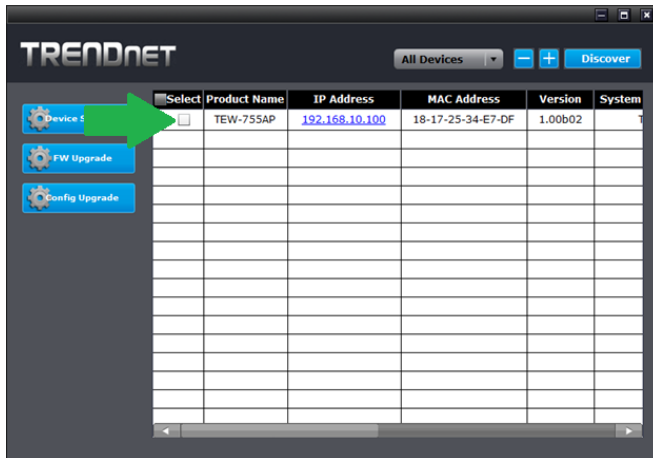 TRENDnET
All Devices
Discover
Select Product Name IP Address MAC Address Version System
Device S
TEW-755AP 192.168.10.100 18-17-25-34-E7-DF 1.00b02 T
FW Upgrade
Config Upgrade